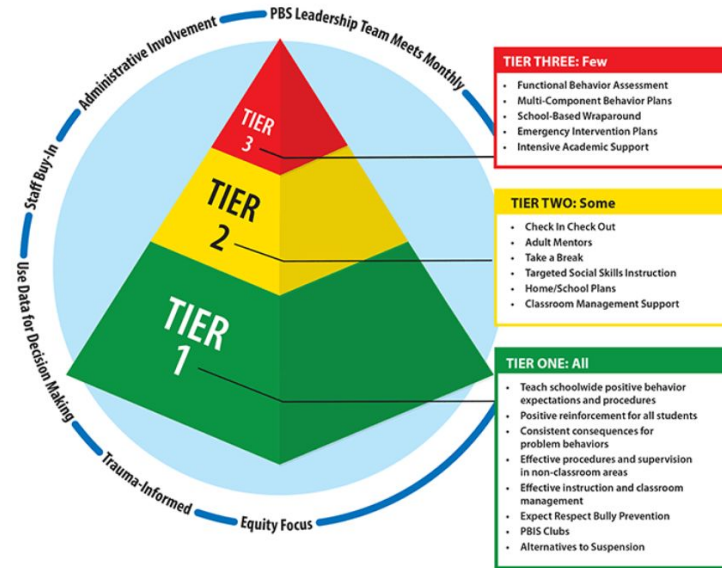 PBS Leadership Team Meets Monthly
Administrative Involvement
Staff Buy-In
Use Data for Decision Making
Trauma-Informed
Equity Focus
TIER
3
TIER
2
TIER
1
TIER THREE: Few
• Functional Behavior Assessment
• Multi-Component Behavior Plans
• School-Based Wraparound
• Emergency Intervention Plans
• Intensive Academic Support
TIER TWO: Some
• Check In Check Out
• Adult Mentors
• Take a Break
• Targeted Social Skills Instruction
• Home/School Plans
• Classroom Management Support
TIER ONE: All
• Teach schoolwide positive behavior
expectations and procedures
• Positive reinforcement for all students
• Consistent consequences for
problem behaviors
• Effective procedures and supervision
in non-classroom areas
• Effective instruction and classroom
management
• Expect Respect Bully Prevention
• PBIS Clubs
• Alternatives to Suspension